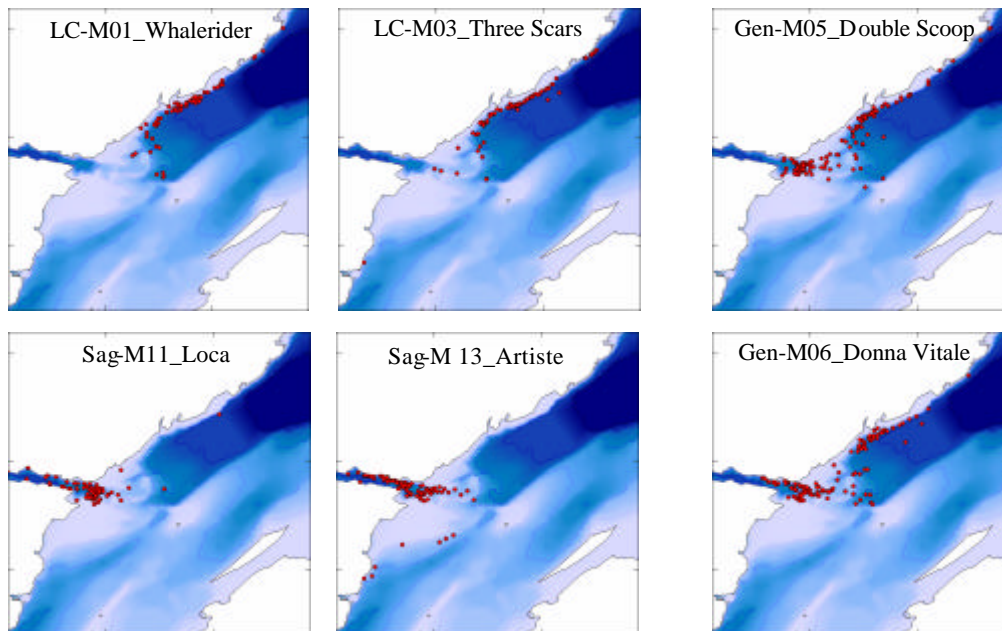 LC-M01_Whalerider
LC-M03_Three Scars
Gen-M05_Double Scoop
Sag-M11_Loca
Sag-M 13_Artiste
Gen-M06_Donna Vitale